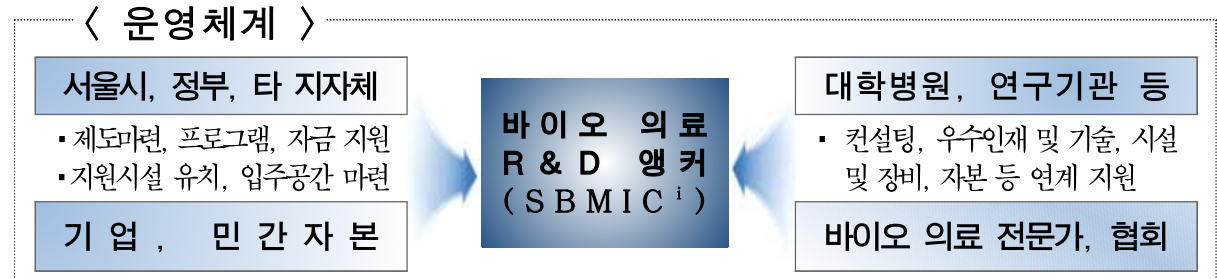 〈 운영체계 〉
서울시, 정부, 타 지자체
▪제도마련, 프로그램, 자금 지원
▪지원시설 유치, 입주공간 마련
기업, 민간자본
바이오 의료
R&D 앵커
(SBMICⁱ)
대학병원, 연구기관 등
▪ 컨설팅, 우수인재 및 기술, 시설
및 장비, 자본 등 연계 지원
바이오 의료 전문가, 협회